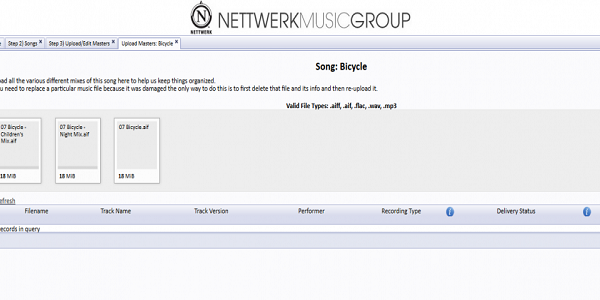 N
NETTWERK
NETTWERKMUSICGROUP
Step 2) Songs
Step 3) Upload/Edit Masters
Upload Masters: Bicycle
Song: Bicycle
oad all the various different mixes of this song here to help us keep things organized.
u need to replace a particular music file because it was damaged the only way to do this is to first delete that file and its info and then re-upload it.
Valid File Types: .aiff, .aif, .flac, .wav, .mp3
07 Bicycle -
Children's
Mix.aif
18 MiB
07 Bicycle -
Night Mix.aif
18 MiB
07 Bicycle.aif
18 MiB
efresh
Filename Track Name Track Version Performer Recording Type i Delivery Status i
ecords in query